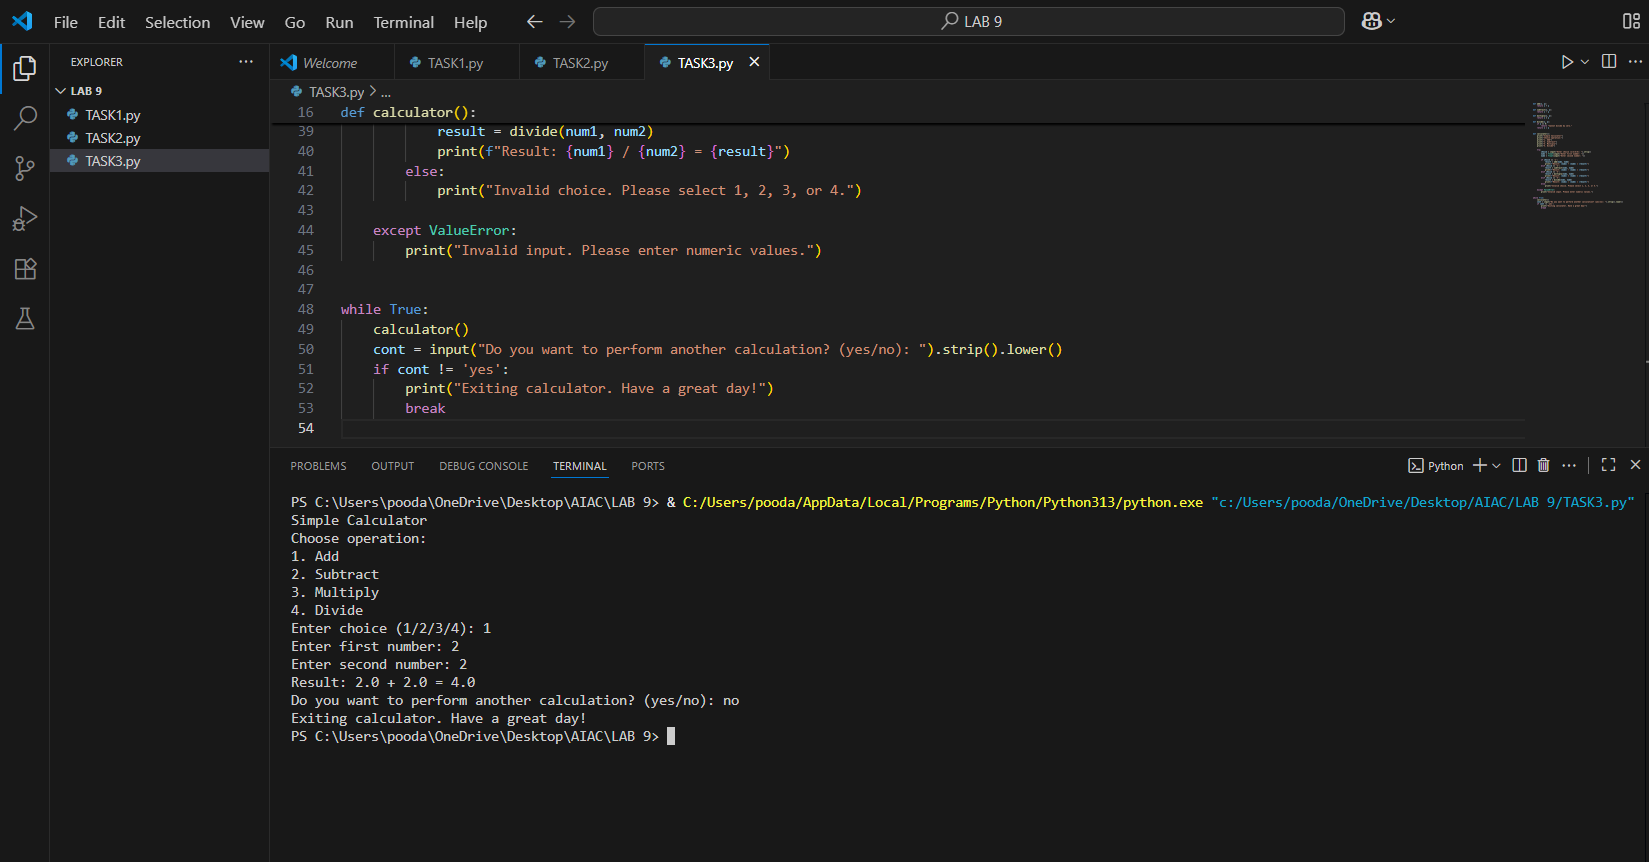 File Edit Selection View Go Run Terminal Help
LAB 9
EXPLORER
LAB 9
TASK1.py
TASK2.py
TASK3.py
Welcome TASK1.py TASK2.py TASK3.py
TASK3.py > ...
16 def calculator():
39 result = divide(num1, num2)
40 print(f"Result: {num1} / {num2} = {result}")
41 else:
42 print("Invalid choice. Please select 1, 2, 3, or 4.")
43
44 except ValueError:
45 print("Invalid input. Please enter numeric values.")
46
47
48 while True:
49 calculator()
50 cont = input("Do you want to perform another calculation? (yes/no): ").strip().lower()
51 if cont != 'yes':
52 print("Exiting calculator. Have a great day!")
53 break
54
PROBLEMS OUTPUT DEBUG CONSOLE TERMINAL PORTS
Python
PS C:\Users\pooda\OneDrive\Desktop\AIAC\LAB 9> & C:/Users/pooda/AppData/Local/Programs/Python/Python313/python.exe "c:/Users/pooda/OneDrive/Desktop/AIAC/LAB 9/TASK3.py"
Simple Calculator
Choose operation:
1. Add
2. Subtract
3. Multiply
4. Divide
Enter choice (1/2/3/4): 1
Enter first number: 2
Enter second number: 2
Result: 2.0 + 2.0 = 4.0
Do you want to perform another calculation? (yes/no): no
Exiting calculator. Have a great day!
PS C:\Users\pooda\OneDrive\Desktop\AIAC\LAB 9>